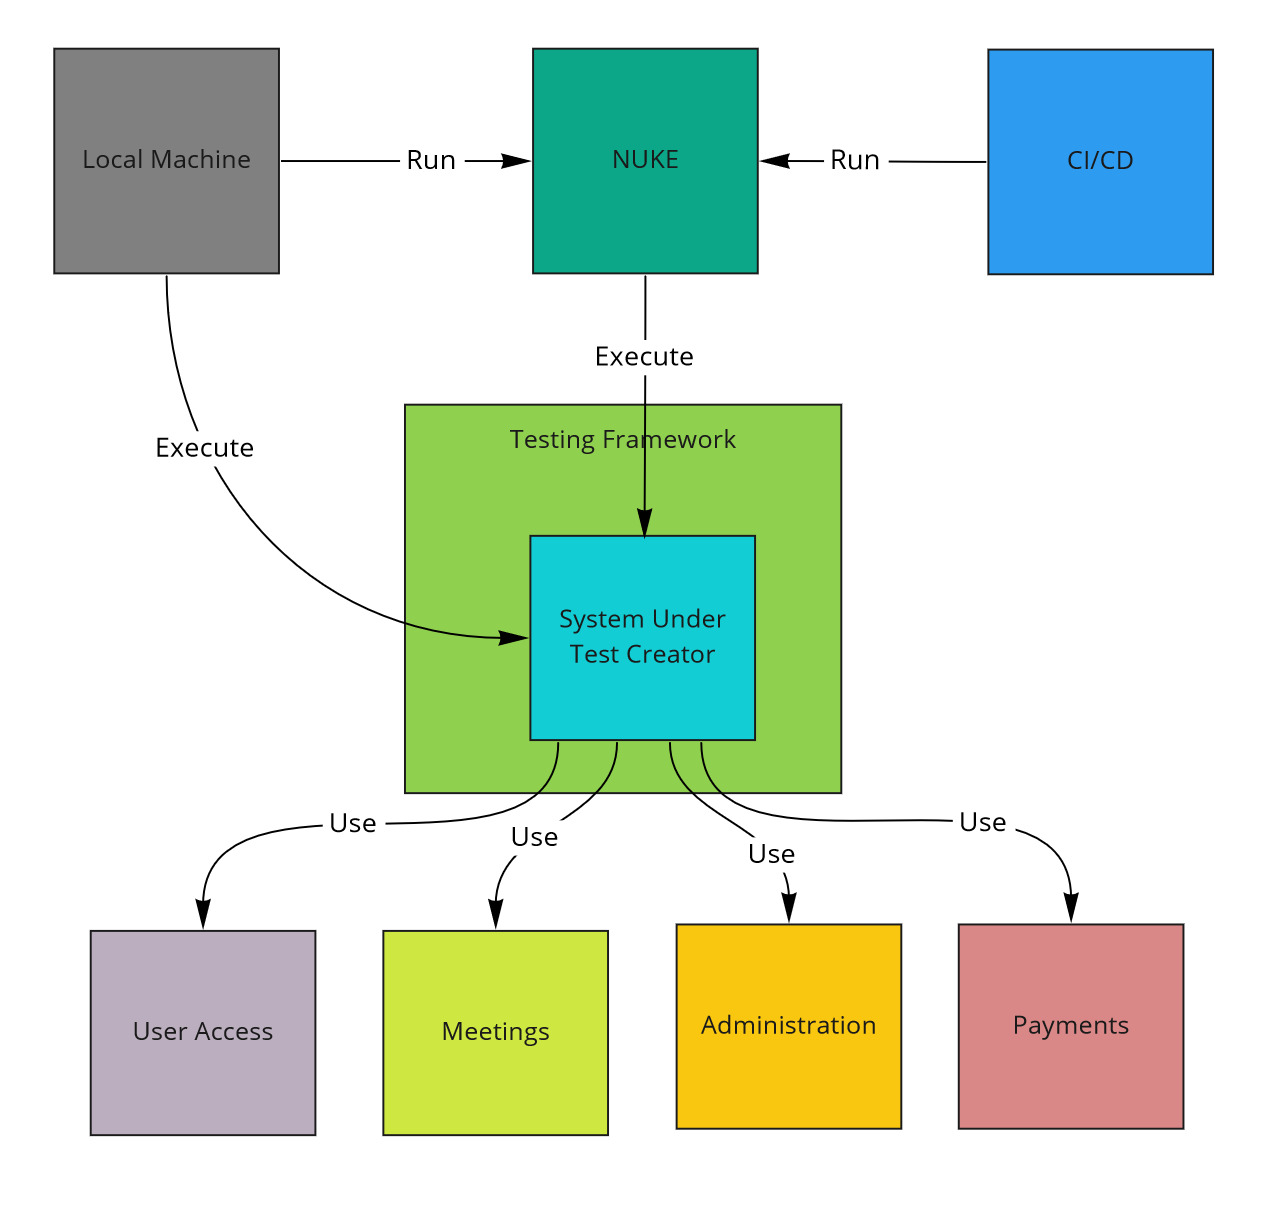 Local Machine
Run
NUKE
Run
CI/CD
Execute
Testing Framework
Execute
System Under
Test Creator
Use
Use
Use
Use
User Access
Meetings
Administration
Payments